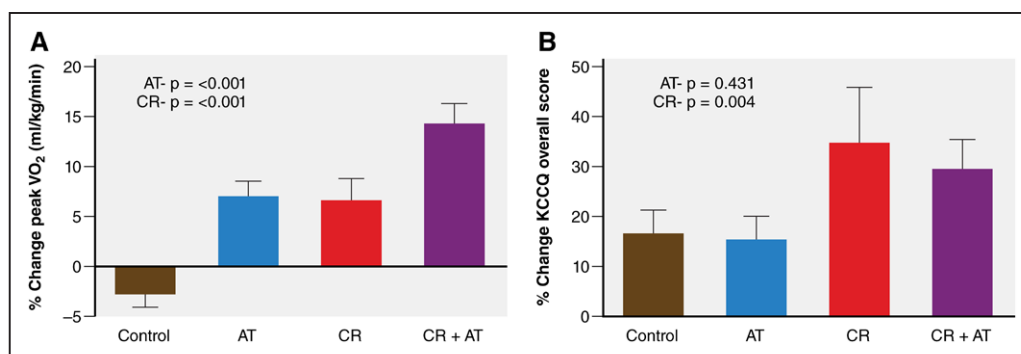 A
% Change peak VO₂ (ml/kg/min)
20
15
10
5
0
–5
AT- p = <0.001
CR- p = <0.001
Control AT CR CR + AT
B
% Change KCCQ overall score
50
40
30
20
10
0
AT- p = 0.431
CR- p = 0.004
Control AT CR CR + AT